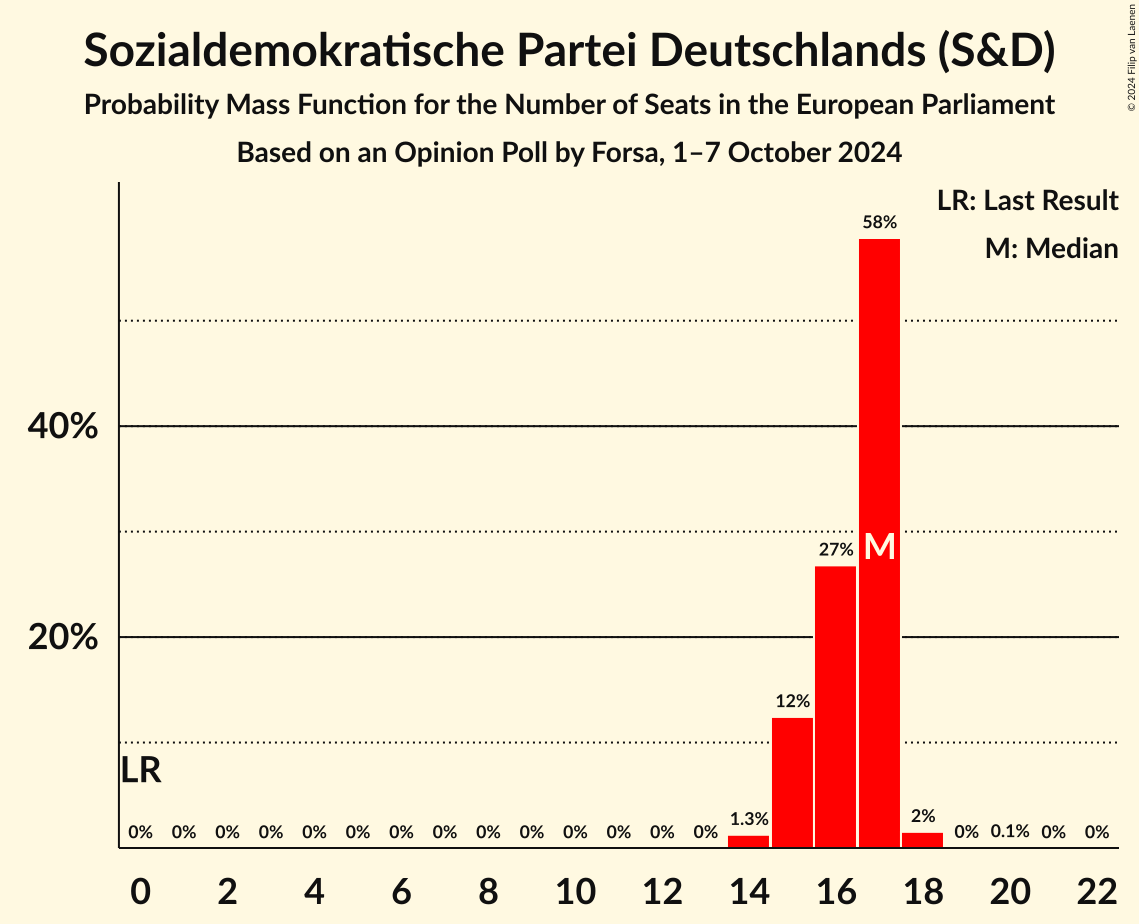 Sozialdemokratische Partei Deutschlands (S&D)
Probability Mass Function for the Number of Seats in the European Parliament
Based on an Opinion Poll by Forsa, 1–7 October 2024
© 2024 Filip van Laenen
LR: Last Result
M: Median
58%
40%
27%
M
20%
12%
LR
0% 0% 0% 0% 0% 0% 0% 0% 0% 0% 0% 0% 0% 0% 1.3% 2% 0% 0.1% 0% 0%
0 2 4 6 8 10 12 14 16 18 20 22